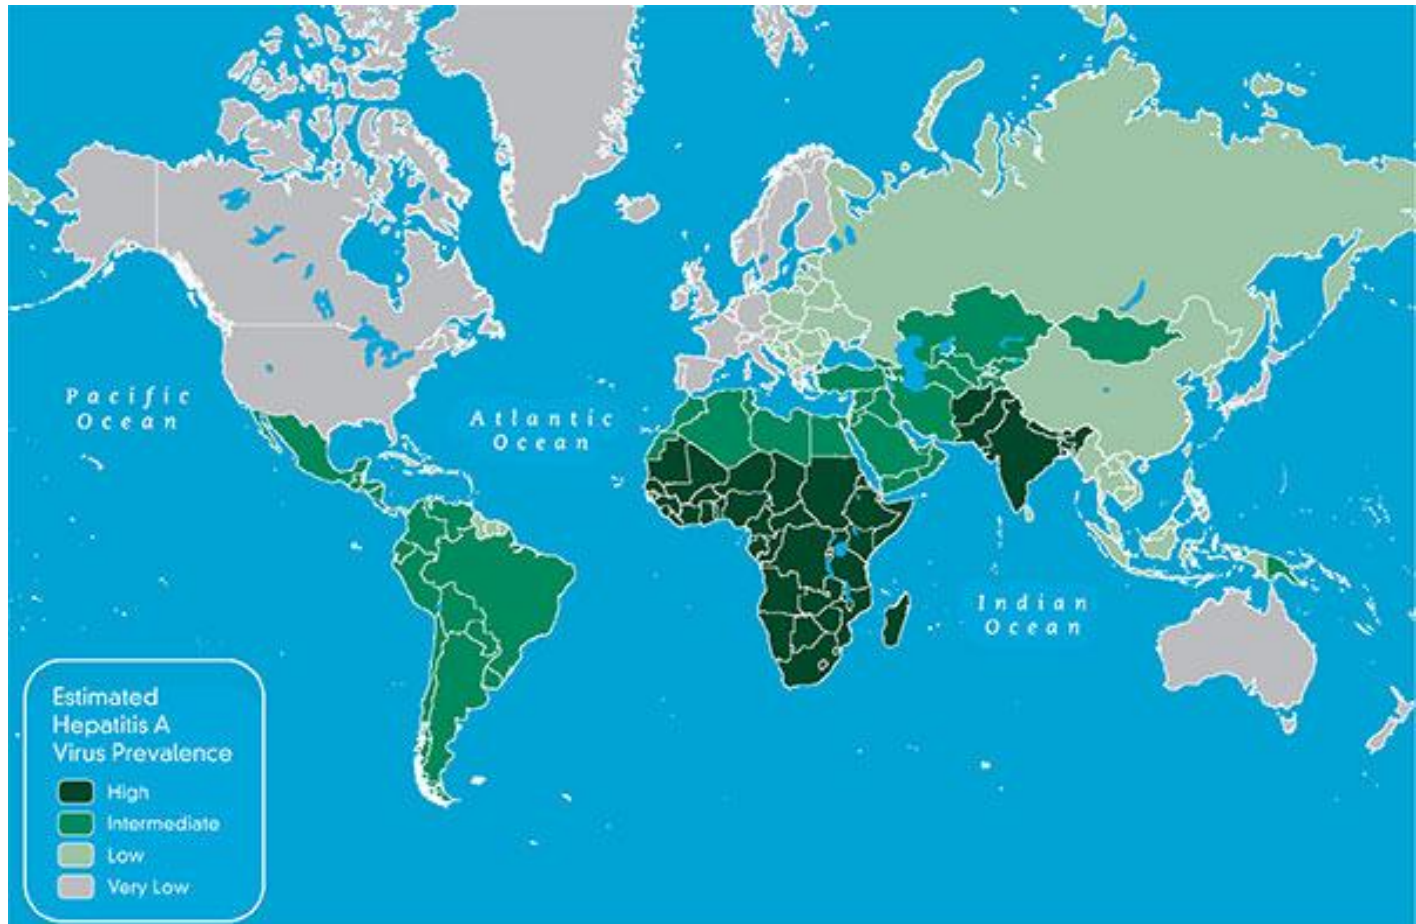 Pacific
Ocean
Atlantic
Ocean
Indian
Ocean
Estimated
Hepatitis A
Virus Prevalence
High
Intermediate
Low
Very Low